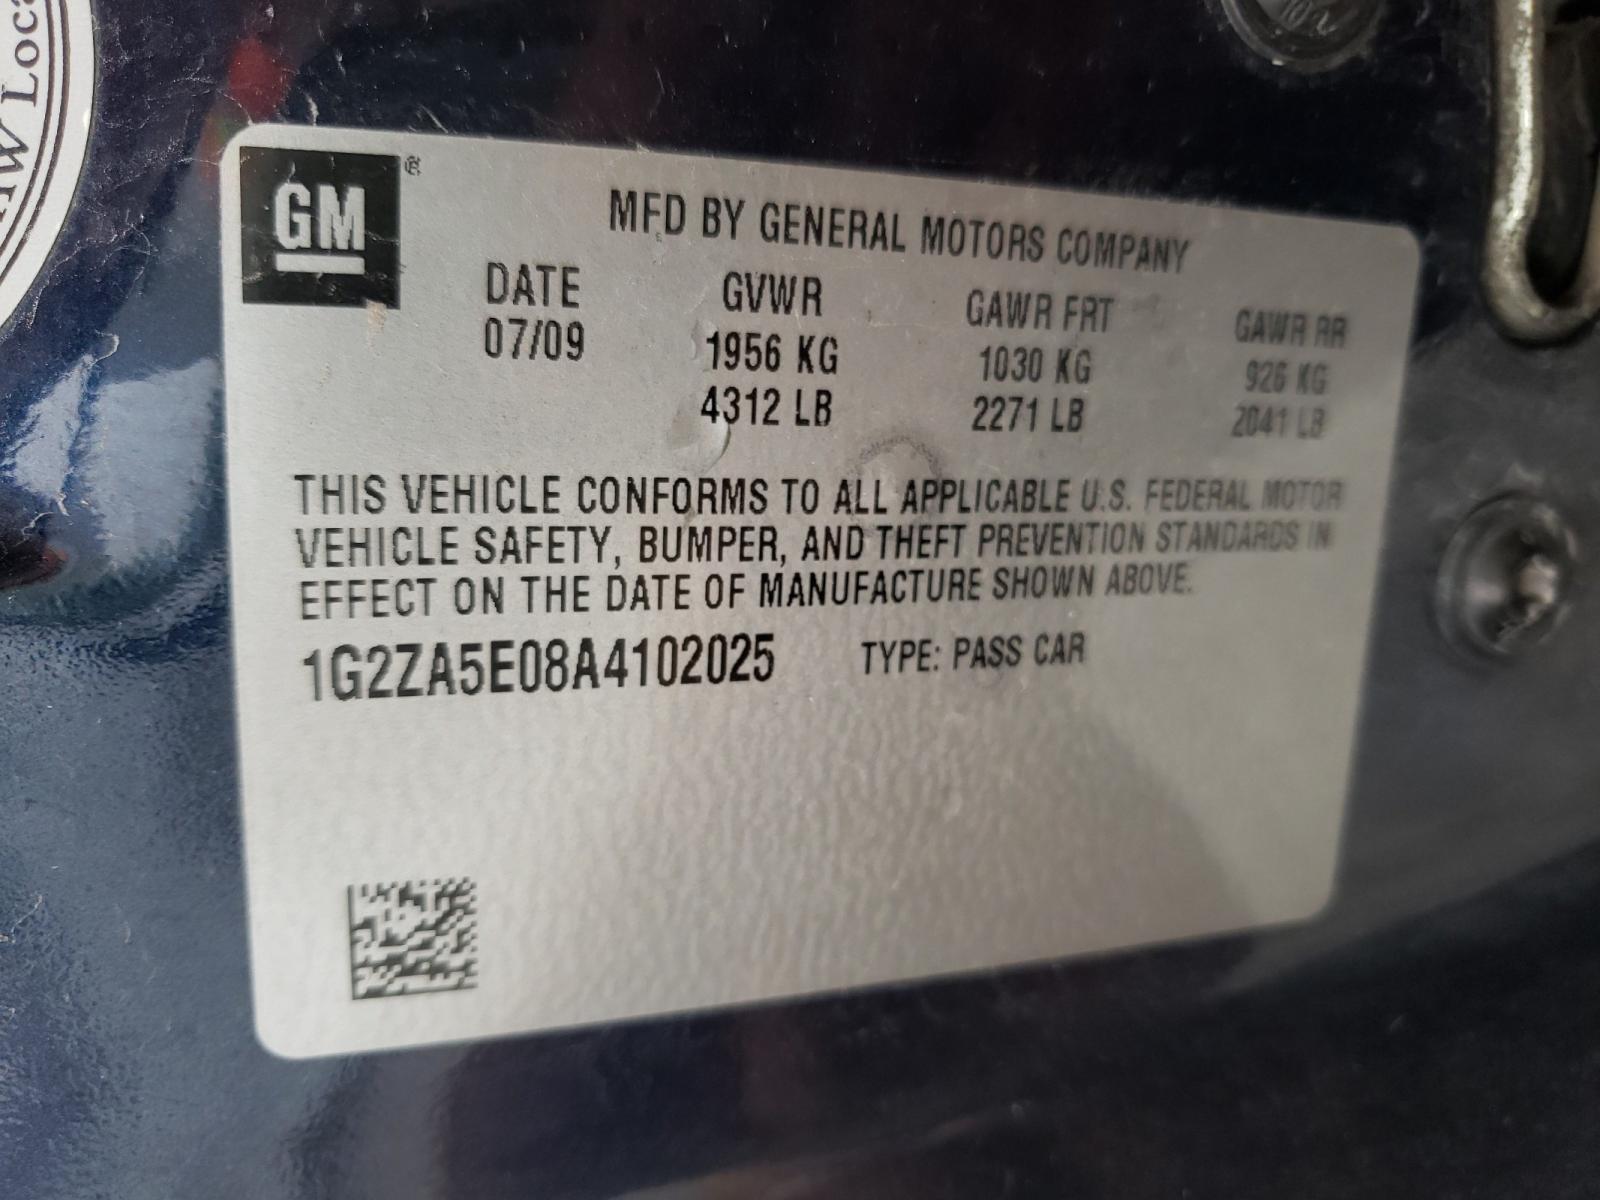 W Loca
102
GM
MFD BY GENERAL MOTORS COMPANY
DATE GVWR GAWR FRT GAWR RR
07/09 1956 KG 1030 KG 926 KG
4312 LB 2271 LB 2041 LB
THIS VEHICLE CONFORMS TO ALL APPLICABLE U.S. FEDERAL MOTOR
VEHICLE SAFETY, BUMPER, AND THEFT PREVENTION STANDARDS IN
EFFECT ON THE DATE OF MANUFACTURE SHOWN ABOVE.
1G2ZA5E08A4102025 TYPE: PASS CAR